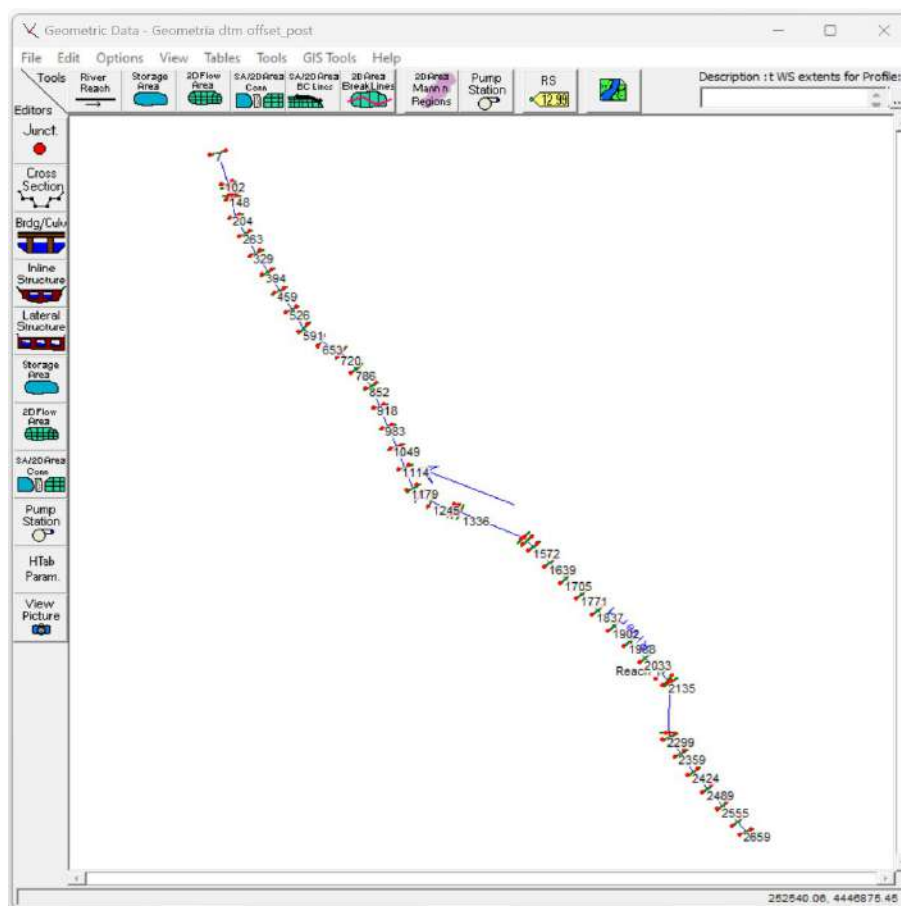 Geometric Data - Geometria dtm offset_post
File Edit Options View Tables Tools GIS Tools Help
Tools
Editors
River
Reach
Storage
Area
2D Flow
Area
SA/2D Area
Conn
SA/2D Area
BC Lines
2D Area
Break Lines
2D Area
Mann n
Regions
Pump
Station
RS
12.99
Description : t WS extents for Profile:
...
Junct.
Cross
Section
Brdg/Culv
Inline
Structure
Lateral
Structure
Storage
Area
2D Flow
Area
SA/2D Area
Conn
Pump
Station
HTab
Param.
View
Picture
7
102
148
204
263
329
394
459
526
591
653
720
786
852
918
983
1049
1114
1179
1245
1336
1572
1639
1705
1771
1837
1902
1968
2033
Reac
2135
2299
2359
2424
2489
2555
2659
252540.06, 4446875.45